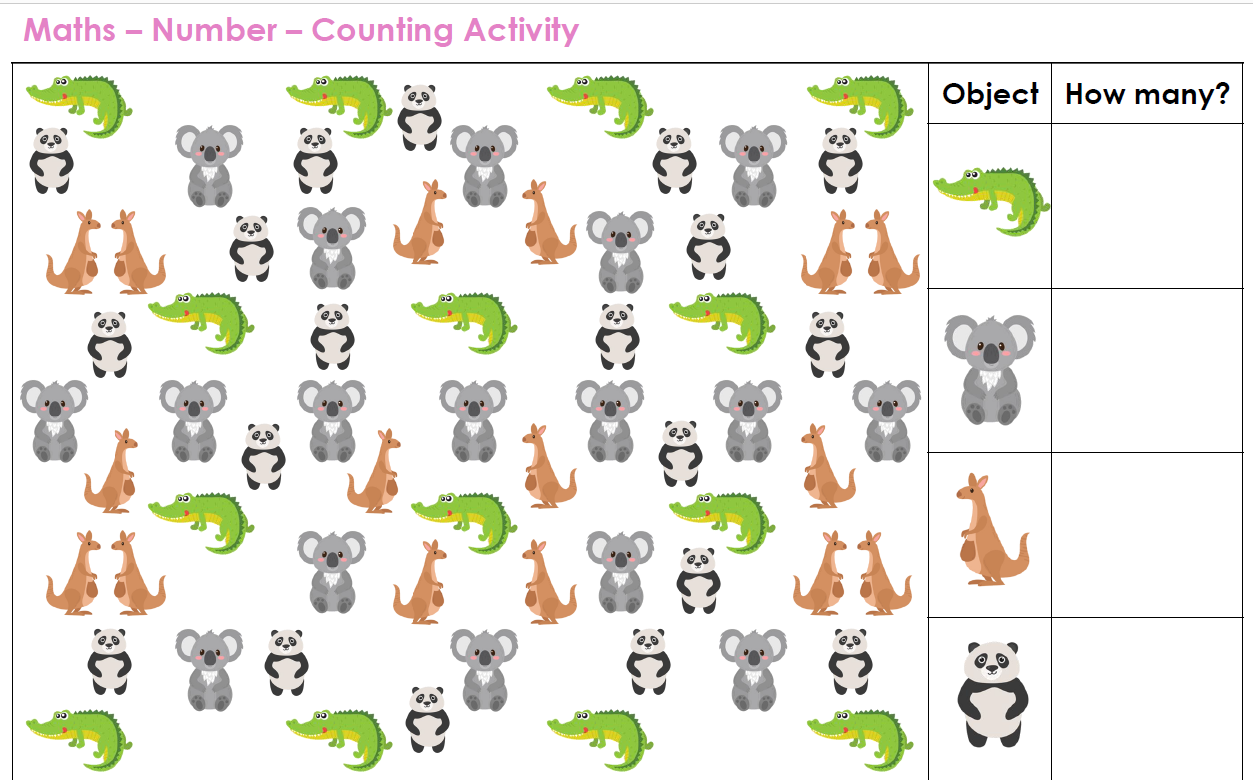 Maths – Number – Counting Activity
Object How many?